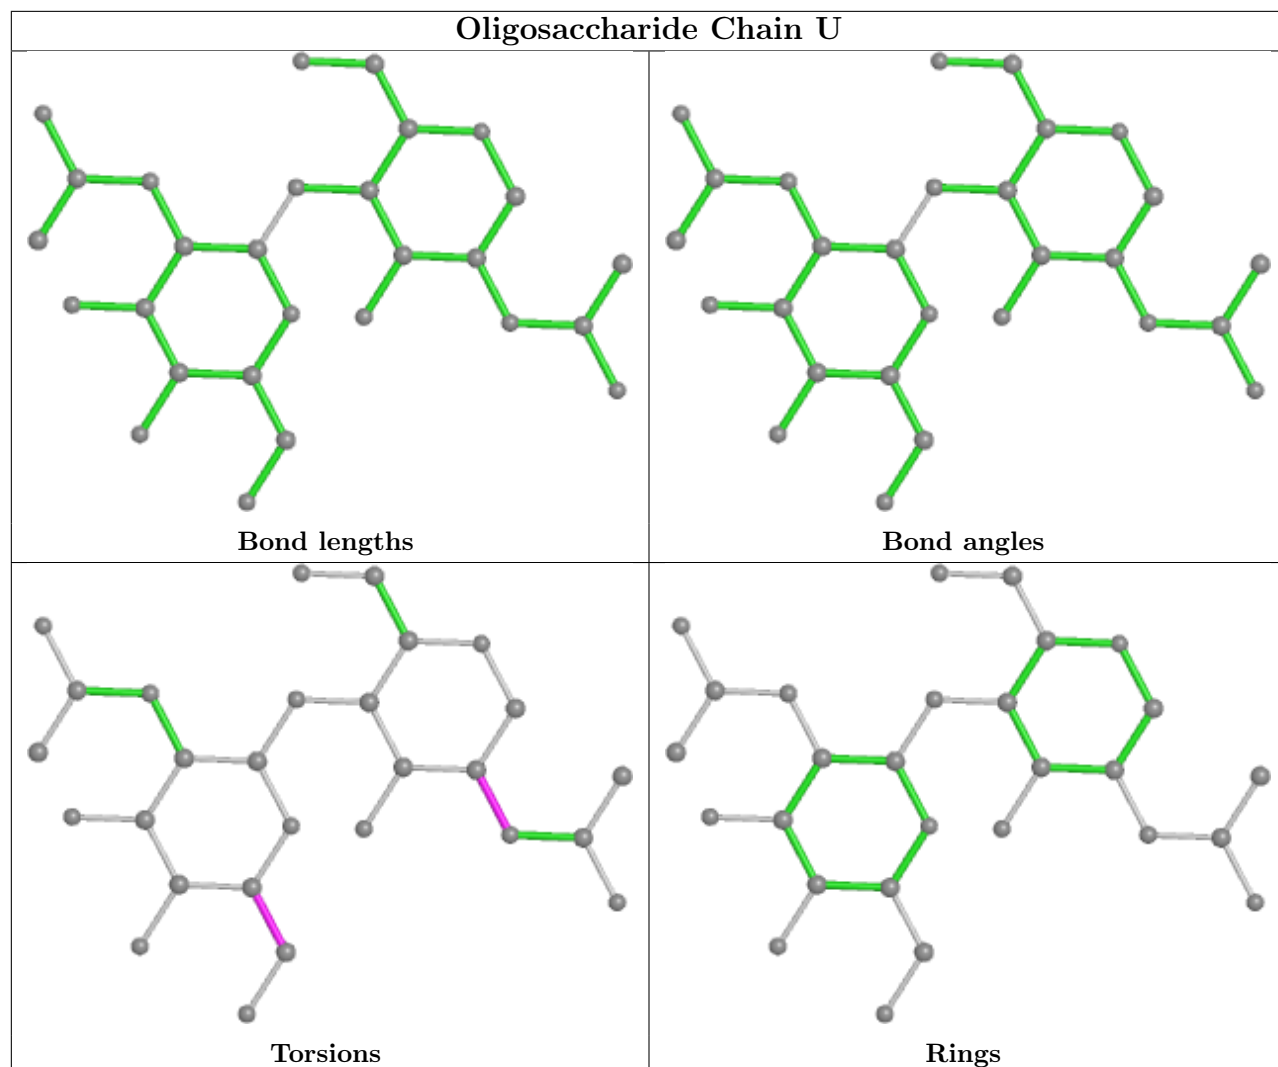 Oligosaccharide Chain U
Bond lengths
Bond angles
Torsions
Rings